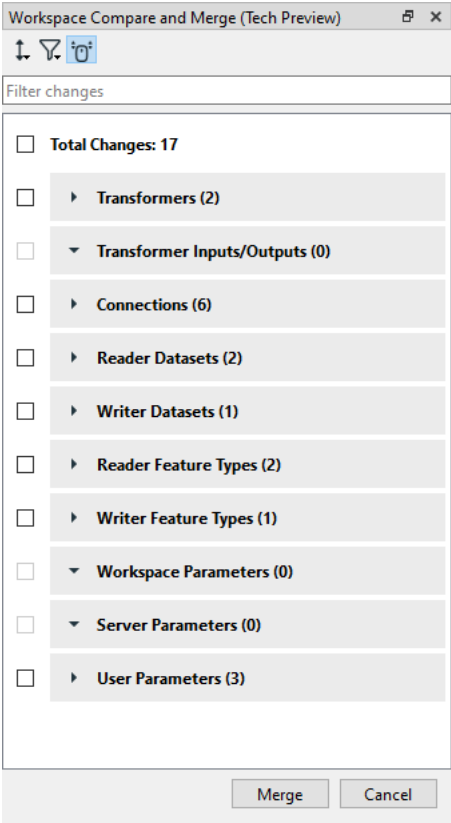 Workspace Compare and Merge (Tech Preview)
Filter changes
Total Changes: 17
Transformers (2)
Transformer Inputs/Outputs (0)
Connections (6)
Reader Datasets (2)
Writer Datasets (1)
Reader Feature Types (2)
Writer Feature Types (1)
Workspace Parameters (0)
Server Parameters (0)
User Parameters (3)
Merge Cancel